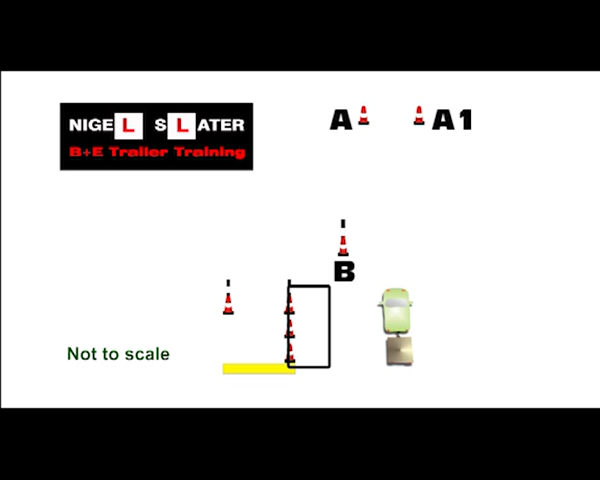 NIGEL SLATER
B+E Trailer Training
A A1
B
Not to scale